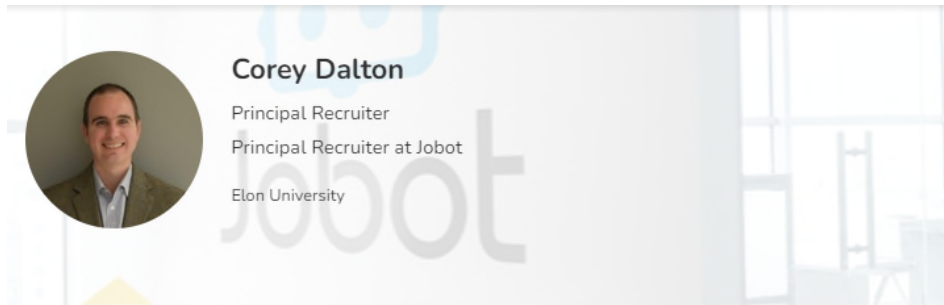 Corey Dalton
Principal Recruiter
Principal Recruiter at Jobot
Elon University
Jobot